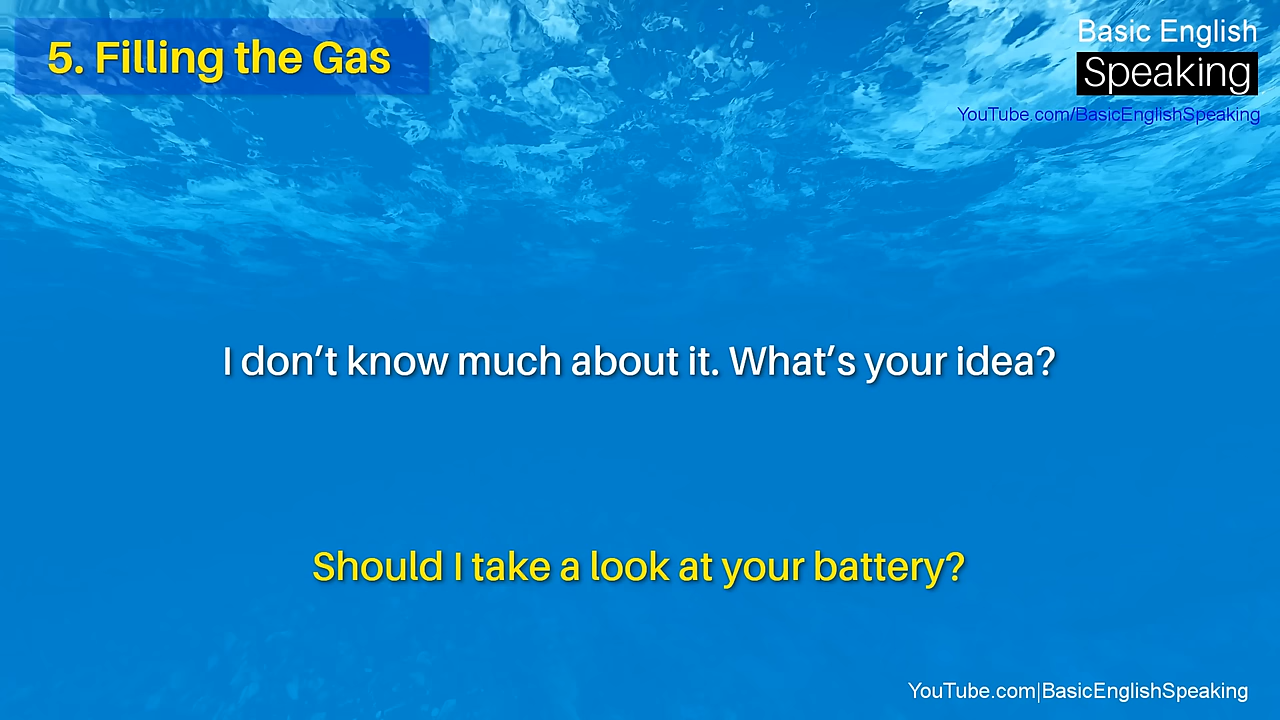 5. Filling the Gas
Basic English
Speaking
YouTube.com/BasicEnglishSpeaking
I don’t know much about it. What’s your idea?
Should I take a look at your battery?
YouTube.com|BasicEnglishSpeaking